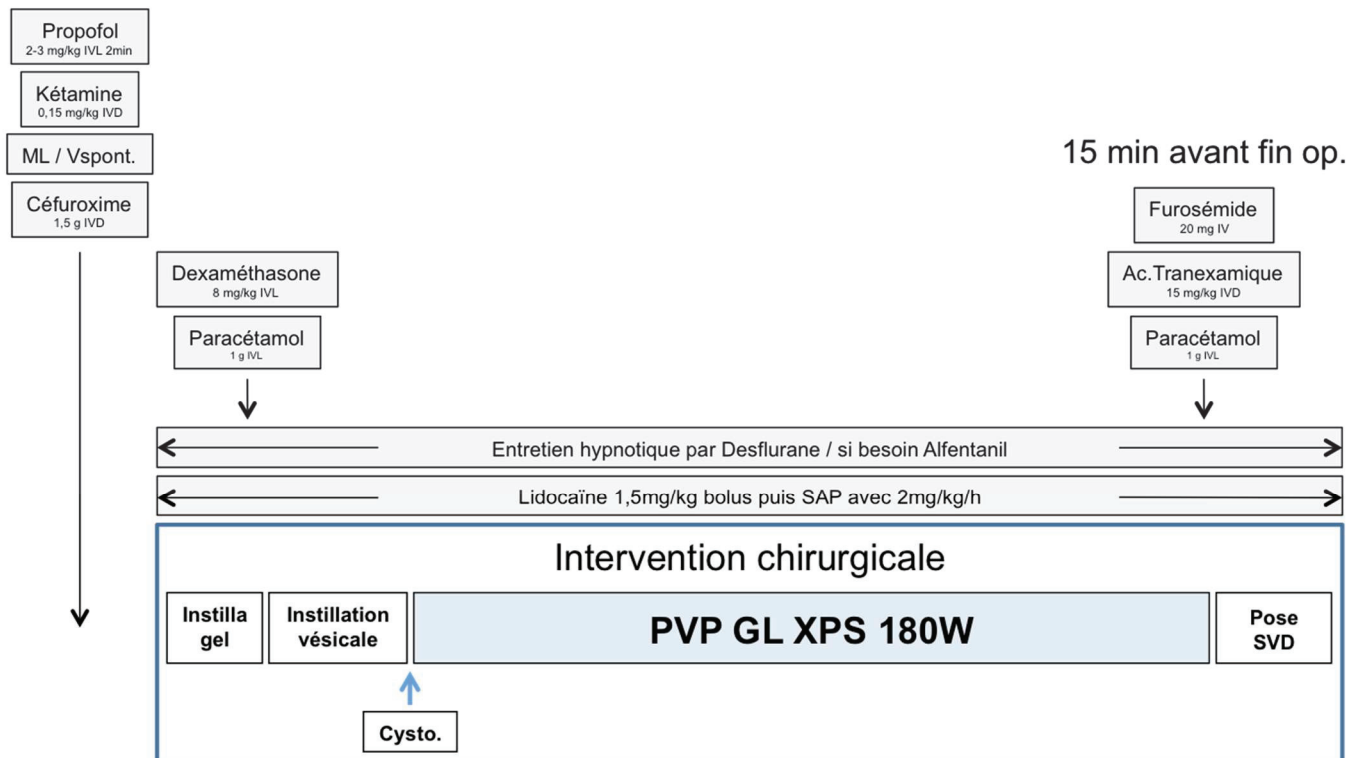 Propofol
2-3 mg/kg IVL 2min
Kétamine
0,15 mg/kg IVD
ML / Vspont.
Céfuroxime
1,5 g IVD
Dexaméthasone
8 mg/kg IVL
Paracétamol
1 g IVL
15 min avant fin op.
Furosémide
20 mg IV
Ac.Tranexamique
15 mg/kg IVD
Paracétamol
1 g IVL
Entretien hypnotique par Desflurane / si besoin Alfentanil
Lidocaïne 1,5mg/kg bolus puis SAP avec 2mg/kg/h
Intervention chirurgicale
Instilla
gel
Instillation
vésicale
PVP GL XPS 180W
Pose
SVD
Cysto.